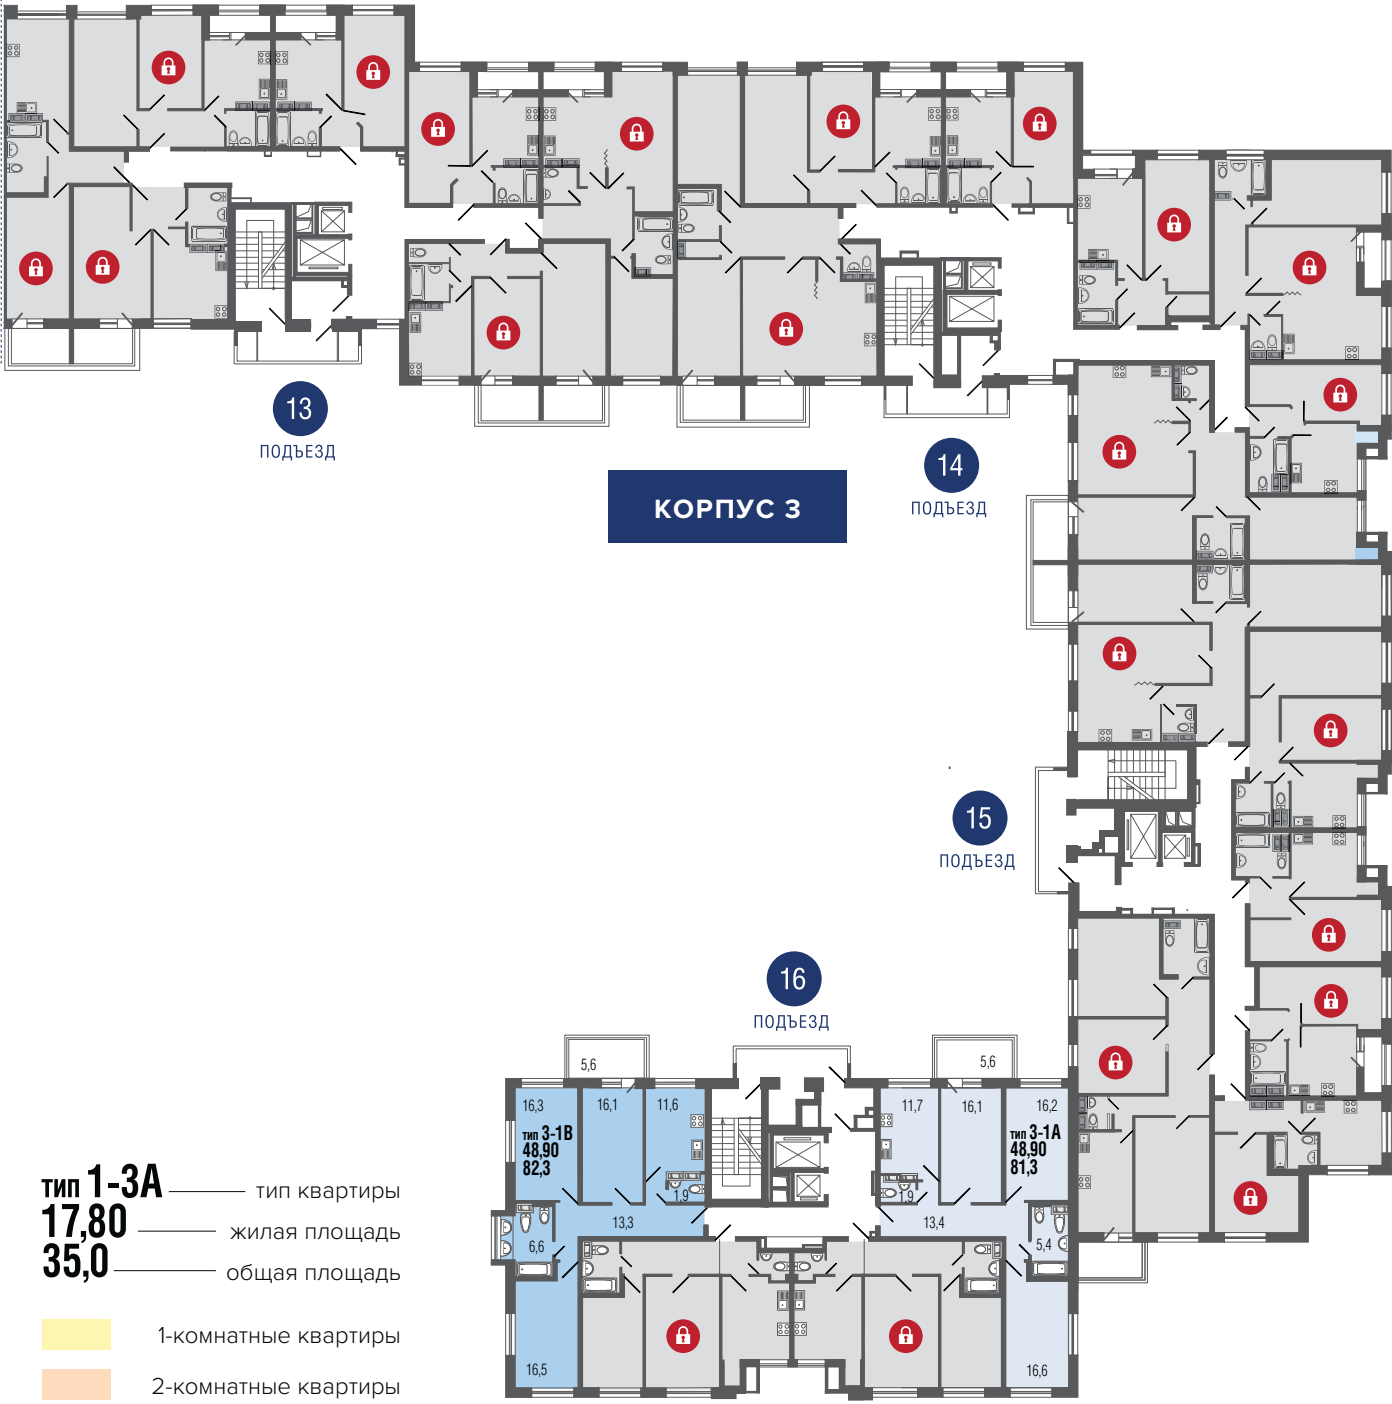 13
ПОДЪЕЗД
14
ПОДЪЕЗД
КОРПУС 3
15
ПОДЪЕЗД
16
ПОДЪЕЗД
5,6
5,6
16,3
16,1
11,6
11,7
16,1
16,2
тип 3-1В
48,90
82,3
тип 3-1А
48,90
81,3
1,9
1,9
13,3
13,4
6,6
5,4
16,5
16,6
тип 1-3А
тип квартиры
17,80
жилая площадь
35,0
общая площадь
1-комнатные квартиры
2-комнатные квартиры